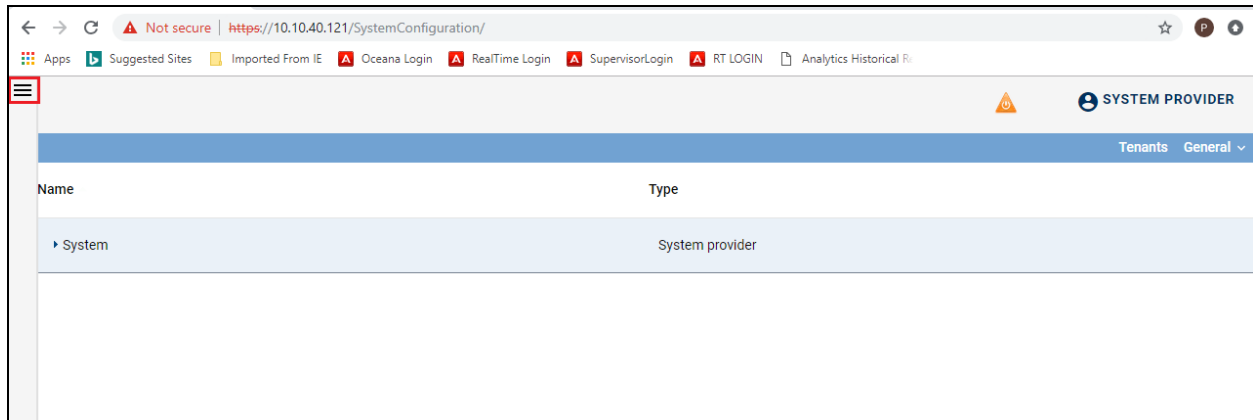 Not secure | https://10.10.40.121/SystemConfiguration/
P
Apps Suggested Sites Imported From IE Oceana Login RealTime Login SupervisorLogin RT LOGIN Analytics Historical
SYSTEM PROVIDER
Tenants General
Name Type
System System provider